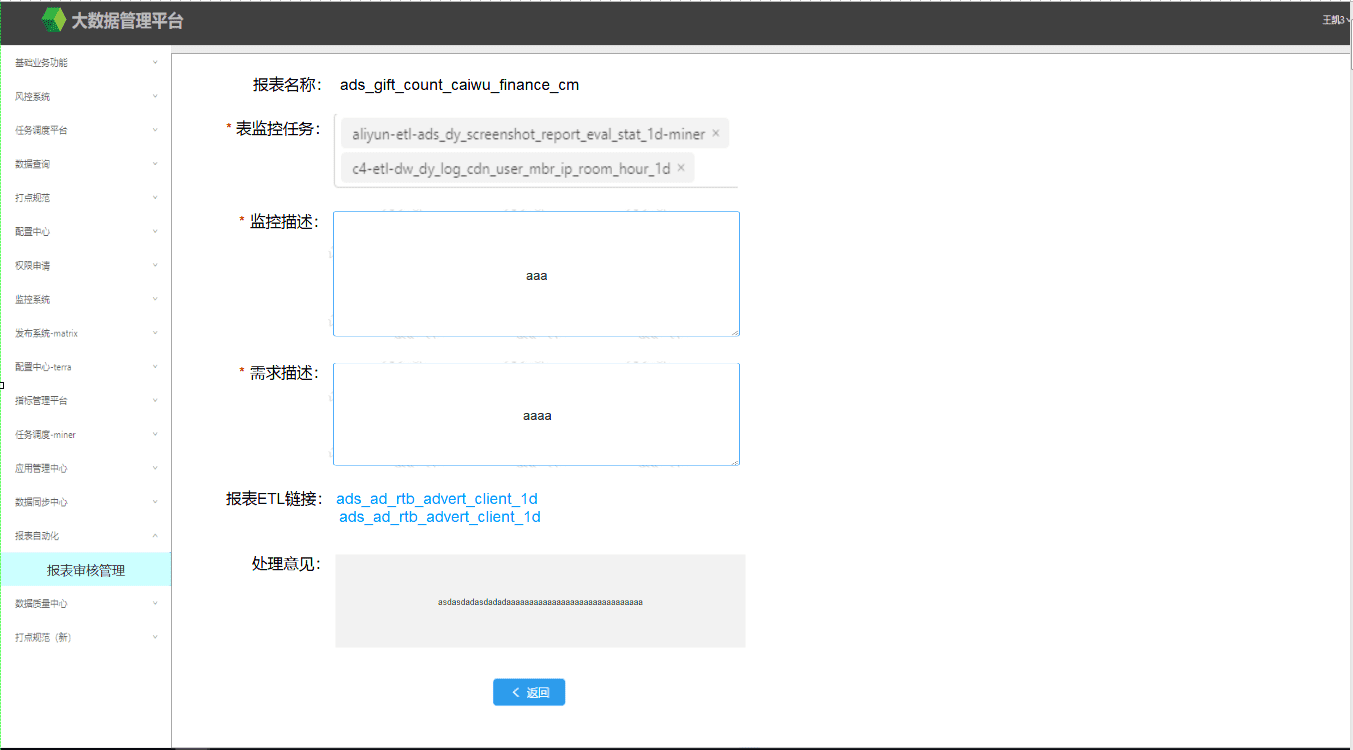 大数据管理平台
王凯3
基础业务功能
风控系统
任务调度平台
数据查询
打点规范
配置中心
权限申请
监控系统
发布系统-matrix
配置中心-terra
指标管理平台
任务调度-miner
应用管理中心
数据同步中心
报表自动化
报表审核管理
数据质量中心
打点规范（新）
报表名称： ads_gift_count_caiwu_finance_cm
* 表监控任务： aliyun-etl-ads_dy_screenshot_report_eval_stat_1d-miner ×
c4-etl-dw_dy_log_cdn_user_mbr_ip_room_hour_1d ×
* 监控描述：
aaa
* 需求描述：
aaaa
报表ETL链接： ads_ad_rtb_advert_client_1d
ads_ad_rtb_advert_client_1d
处理意见：
< 返回